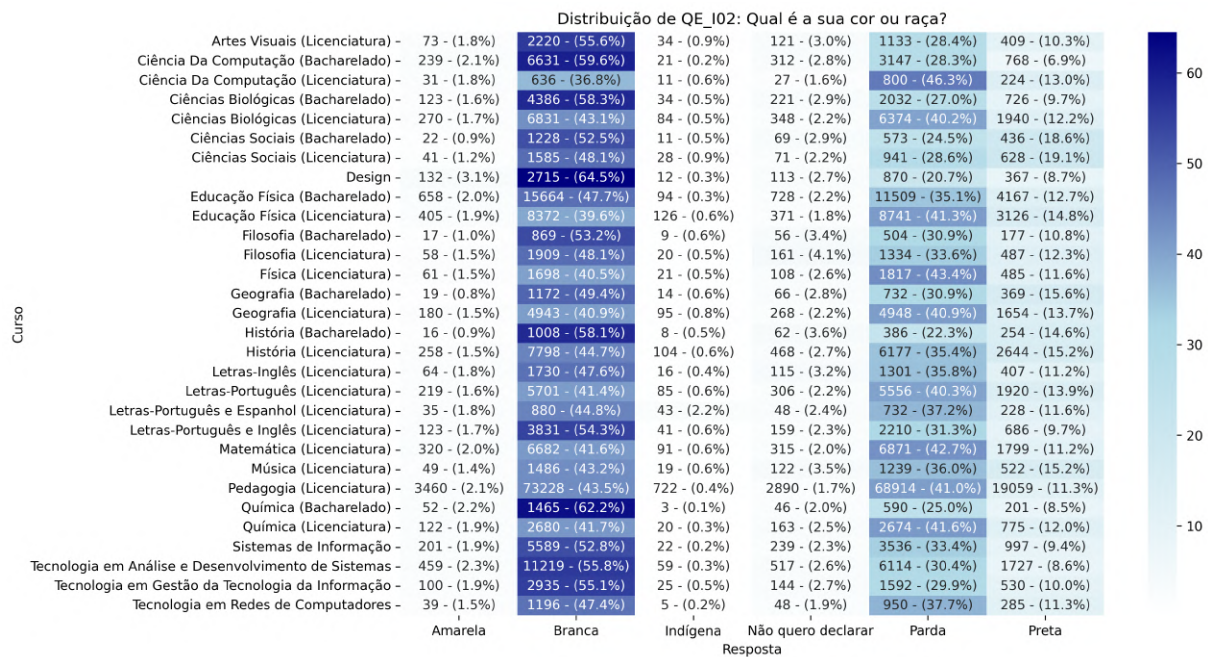 Distribuição de QE_I02: Qual é a sua cor ou raça?
Artes Visuais (Licenciatura) 73 - (1.8%) 2220 - (55.6%) 34 - (0.9%) 121 - (3.0%) 1133 - (28.4%) 409 - (10.3%)
Ciência Da Computação (Bacharelado) 239 - (2.1%) 6631 - (59.6%) 21 - (0.2%) 312 - (2.8%) 3147 - (28.3%) 768 - (6.9%)
Ciência Da Computação (Licenciatura) 31 - (1.8%) 636 - (36.8%) 11 - (0.6%) 27 - (1.6%) 800 - (46.3%) 224 - (13.0%)
Ciências Biológicas (Bacharelado) 123 - (1.6%) 4386 - (58.3%) 34 - (0.5%) 221 - (2.9%) 2032 - (27.0%) 726 - (9.7%)
Ciências Biológicas (Licenciatura) 270 - (1.7%) 6831 - (43.1%) 84 - (0.5%) 348 - (2.2%) 6374 - (40.2%) 1940 - (12.2%)
Ciências Sociais (Bacharelado) 22 - (0.9%) 1228 - (52.5%) 11 - (0.5%) 69 - (2.9%) 573 - (24.5%) 436 - (18.6%)
Ciências Sociais (Licenciatura) 41 - (1.2%) 1585 - (48.1%) 28 - (0.9%) 71 - (2.2%) 941 - (28.6%) 628 - (19.1%)
Design 132 - (3.1%) 2715 - (64.5%) 12 - (0.3%) 113 - (2.7%) 870 - (20.7%) 367 - (8.7%)
Educação Física (Bacharelado) 658 - (2.0%) 15664 - (47.7%) 94 - (0.3%) 728 - (2.2%) 11509 - (35.1%) 4167 - (12.7%)
Educação Física (Licenciatura) 405 - (1.9%) 8372 - (39.6%) 126 - (0.6%) 371 - (1.8%) 8741 - (41.3%) 3126 - (14.8%)
Filosofia (Bacharelado) 17 - (1.0%) 869 - (53.2%) 9 - (0.6%) 56 - (3.4%) 504 - (30.9%) 177 - (10.8%)
Filosofia (Licenciatura) 58 - (1.5%) 1909 - (48.1%) 20 - (0.5%) 161 - (4.1%) 1334 - (33.6%) 487 - (12.3%)
Física (Licenciatura) 61 - (1.5%) 1698 - (40.5%) 21 - (0.5%) 108 - (2.6%) 1817 - (43.4%) 485 - (11.6%)
Geografia (Bacharelado) 19 - (0.8%) 1172 - (49.4%) 14 - (0.6%) 66 - (2.8%) 732 - (30.9%) 369 - (15.6%)
Geografia (Licenciatura) 180 - (1.5%) 4943 - (40.9%) 95 - (0.8%) 268 - (2.2%) 4948 - (40.9%) 1654 - (13.7%)
História (Bacharelado) 16 - (0.9%) 1008 - (58.1%) 8 - (0.5%) 62 - (3.6%) 386 - (22.3%) 254 - (14.6%)
História (Licenciatura) 258 - (1.5%) 7798 - (44.7%) 104 - (0.6%) 468 - (2.7%) 6177 - (35.4%) 2644 - (15.2%)
Letras-Inglês (Licenciatura) 64 - (1.8%) 1730 - (47.6%) 16 - (0.4%) 115 - (3.2%) 1301 - (35.8%) 407 - (11.2%)
Letras-Português (Licenciatura) 219 - (1.6%) 5701 - (41.4%) 85 - (0.6%) 306 - (2.2%) 5556 - (40.3%) 1920 - (13.9%)
Letras-Português e Espanhol (Licenciatura) 35 - (1.8%) 880 - (44.8%) 43 - (2.2%) 48 - (2.4%) 732 - (37.2%) 228 - (11.6%)
Letras-Português e Inglês (Licenciatura) 123 - (1.7%) 3831 - (54.3%) 41 - (0.6%) 159 - (2.3%) 2210 - (31.3%) 686 - (9.7%)
Matemática (Licenciatura) 320 - (2.0%) 6682 - (41.6%) 91 - (0.6%) 315 - (2.0%) 6871 - (42.7%) 1799 - (11.2%)
Música (Licenciatura) 49 - (1.4%) 1486 - (43.2%) 19 - (0.6%) 122 - (3.5%) 1239 - (36.0%) 522 - (15.2%)
Pedagogia (Licenciatura) 3460 - (2.1%) 73228 - (43.5%) 722 - (0.4%) 2890 - (1.7%) 68914 - (41.0%) 19059 - (11.3%)
Química (Bacharelado) 52 - (2.2%) 1465 - (62.2%) 3 - (0.1%) 46 - (2.0%) 590 - (25.0%) 201 - (8.5%)
Química (Licenciatura) 122 - (1.9%) 2680 - (41.7%) 20 - (0.3%) 163 - (2.5%) 2674 - (41.6%) 775 - (12.0%)
Sistemas de Informação 201 - (1.9%) 5589 - (52.8%) 22 - (0.2%) 239 - (2.3%) 3536 - (33.4%) 997 - (9.4%)
Tecnologia em Análise e Desenvolvimento de Sistemas 459 - (2.3%) 11219 - (55.8%) 59 - (0.3%) 517 - (2.6%) 6114 - (30.4%) 1727 - (8.6%)
Tecnologia em Gestão da Tecnologia da Informação 100 - (1.9%) 2935 - (55.1%) 25 - (0.5%) 144 - (2.7%) 1592 - (29.9%) 530 - (10.0%)
Tecnologia em Redes de Computadores 39 - (1.5%) 1196 - (47.4%) 5 - (0.2%) 48 - (1.9%) 950 - (37.7%) 285 - (11.3%)
Amarela Branca Indígena Não quero declarar Parda Preta
Resposta
Curso
60
50
40
30
20
10